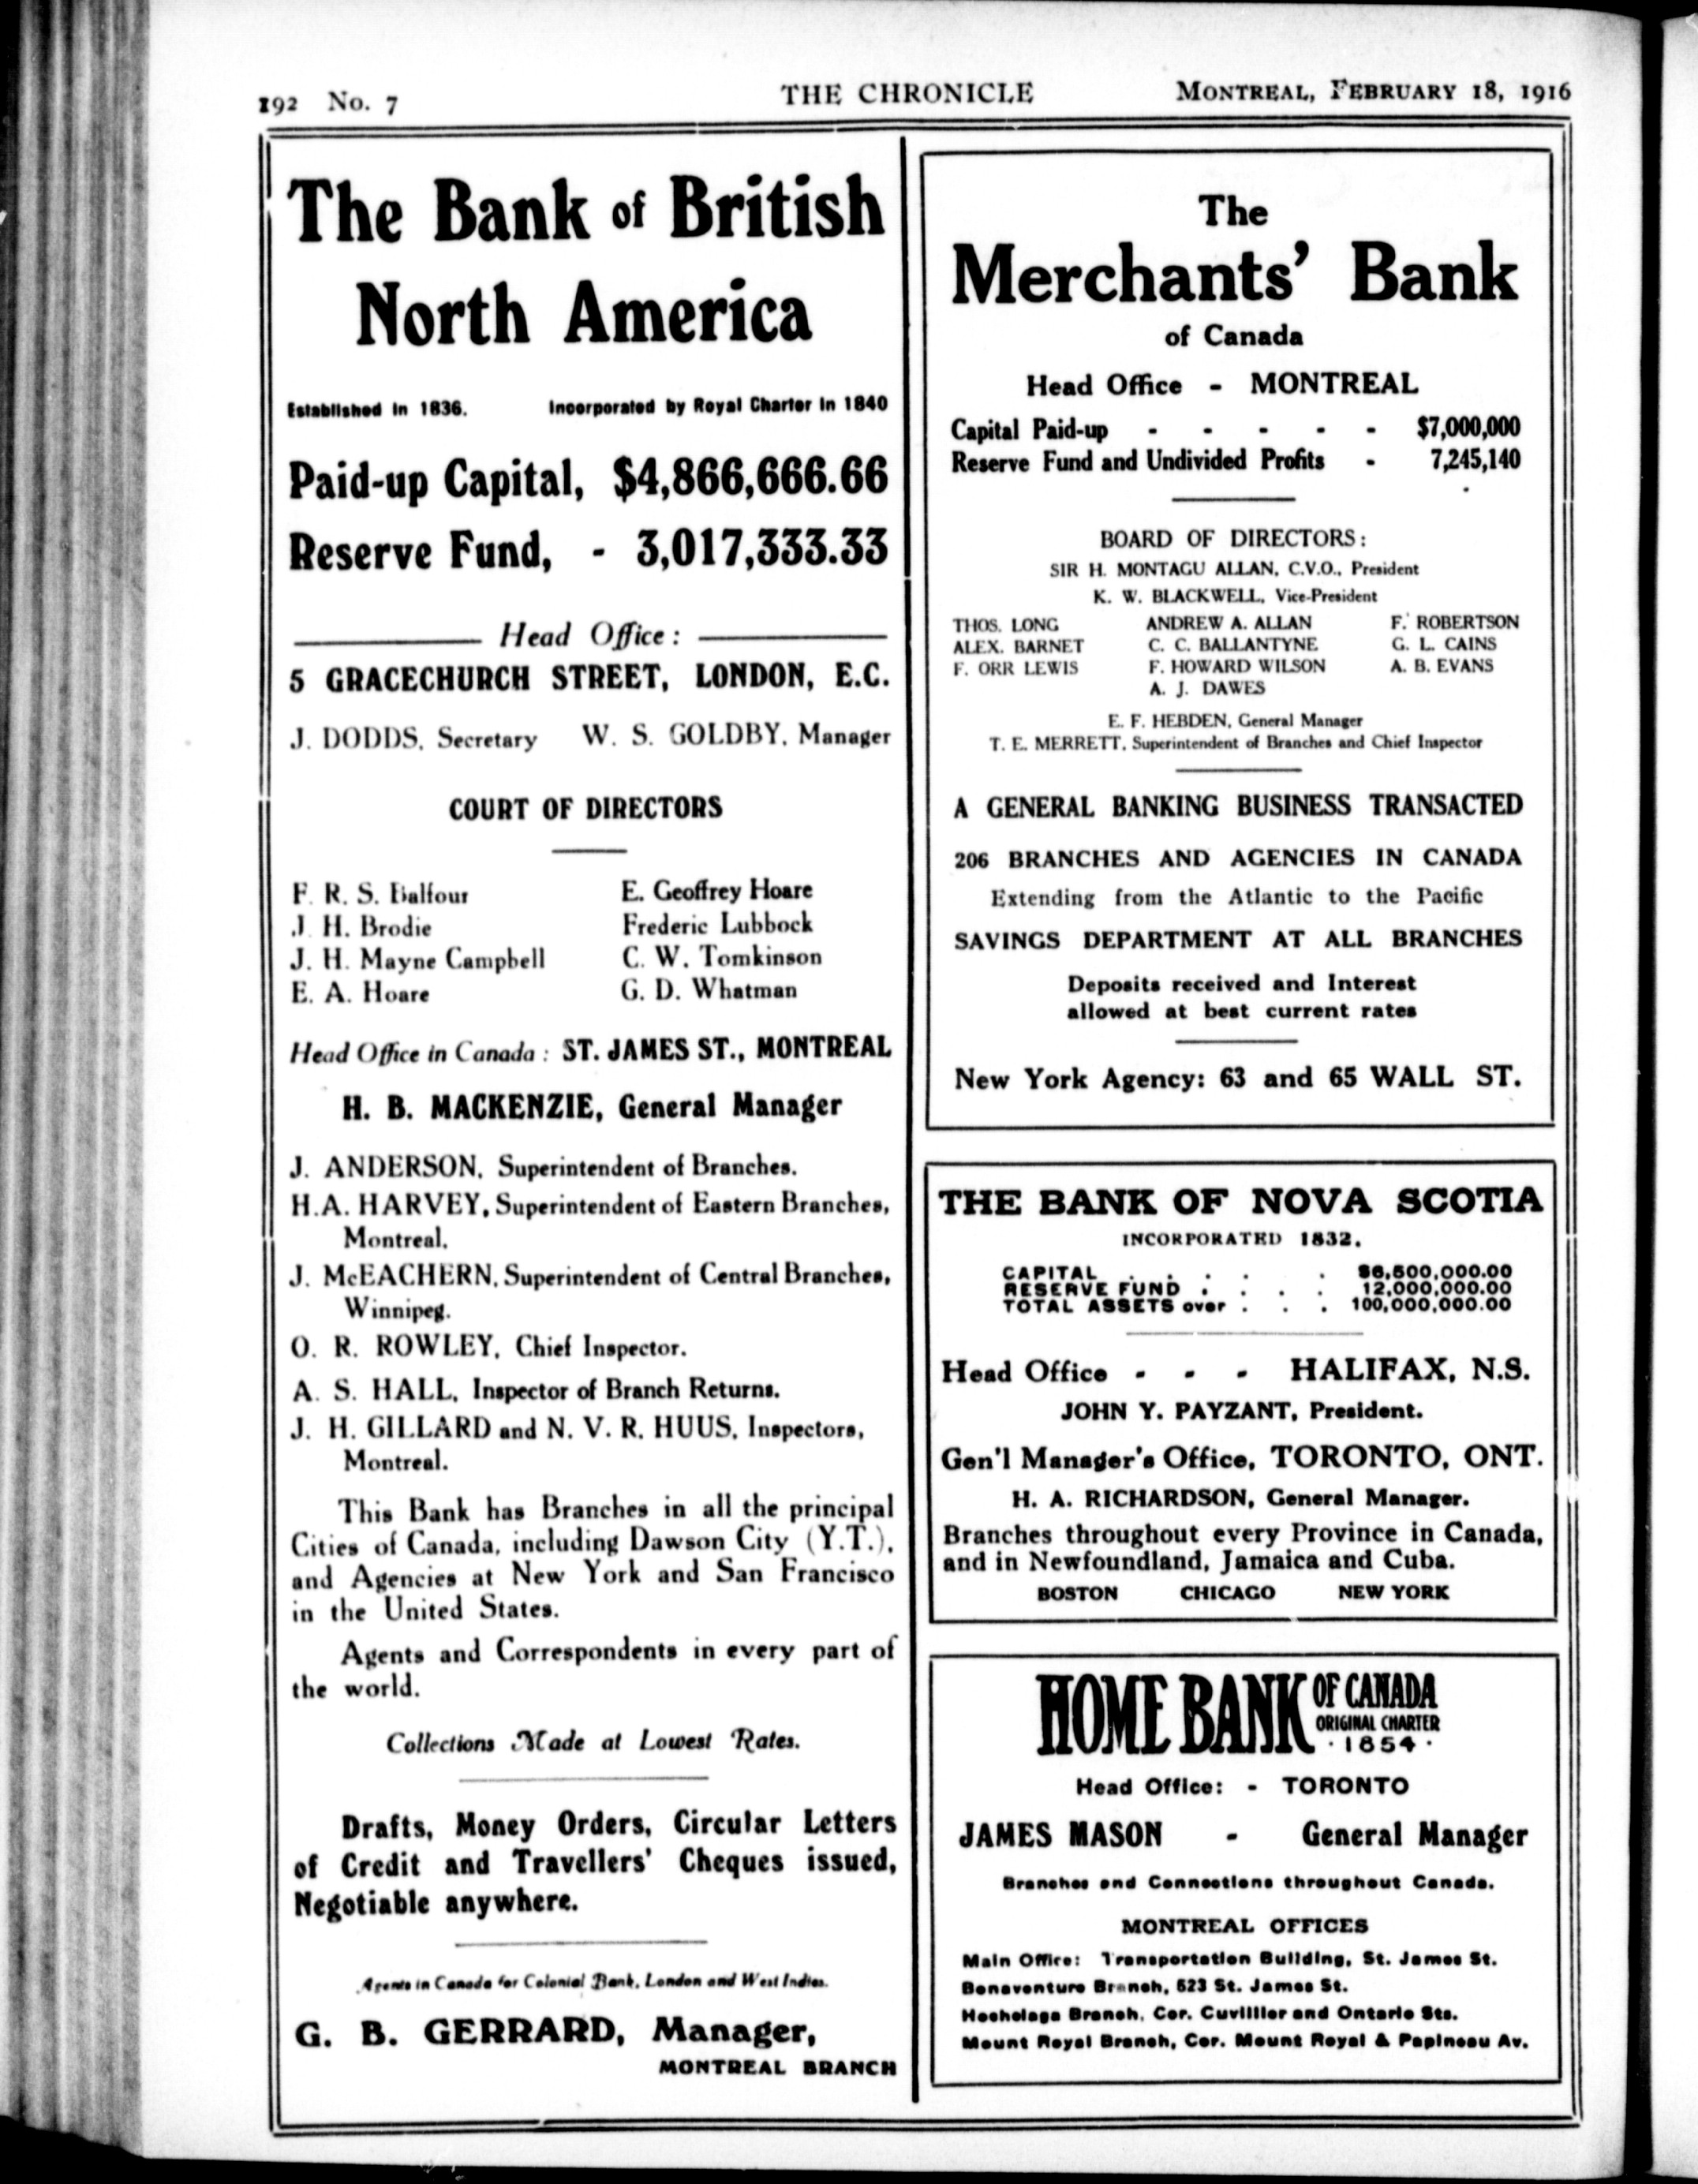 192 No. 7 THE CHRONICLE MONTREAL, FEBRUARY 18, 1916
The Bank of British
North America
Established in 1836. Incorporated by Royal Charter in 1840
Paid-up Capital, $4,866,666.66
Reserve Fund, - 3,017,333.33
Head Office:
5 GRACECHURCH STREET, LONDON, E.C.
J. DODDS, Secretary W. S. GOLDBY, Manager
COURT OF DIRECTORS
F. R. S. Balfour E. Geoffrey Hoare
J. H. Brodie Frederic Lubbock
J. H. Mayne Campbell C. W. Tomkinson
E. A. Hoare G. D. Whatman
Head Office in Canada: ST. JAMES ST., MONTREAL
H. B. MACKENZIE, General Manager
J. ANDERSON, Superintendent of Branches.
H.A. HARVEY, Superintendent of Eastern Branches,
Montreal.
J. McEACHERN, Superintendent of Central Branches,
Winnipeg.
O. R. ROWLEY, Chief Inspector.
A. S. HALL, Inspector of Branch Returns.
J. H. GILLARD and N. V. R. HUUS, Inspectors,
Montreal.
This Bank has Branches in all the principal
Cities of Canada, including Dawson City (Y.T.),
and Agencies at New York and San Francisco
in the United States.
Agents and Correspondents in every part of
the world.
Collections Made at Lowest Rates.
Drafts, Money Orders, Circular Letters
of Credit and Travellers' Cheques issued,
Negotiable anywhere.
Agents in Canada for Colonial Bank, London and West Indies.
G. B. GERRARD, Manager,
MONTREAL BRANCH
The
Merchants' Bank
of Canada
Head Office - MONTREAL
Capital Paid-up - - - - - $7,000,000
Reserve Fund and Undivided Profits - 7,245,140
BOARD OF DIRECTORS:
SIR H. MONTAGU ALLAN, C.V.O., President
K. W. BLACKWELL, Vice-President
THOS. LONG ANDREW A. ALLAN F. ROBERTSON
ALEX. BARNET C. C. BALLANTYNE G. L. CAINS
F. ORR LEWIS F. HOWARD WILSON A. B. EVANS
A. J. DAWES
E. F. HEBDEN, General Manager
T. E. MERRETT, Superintendent of Branches and Chief Inspector
A GENERAL BANKING BUSINESS TRANSACTED
206 BRANCHES AND AGENCIES IN CANADA
Extending from the Atlantic to the Pacific
SAVINGS DEPARTMENT AT ALL BRANCHES
Deposits received and Interest
allowed at best current rates
New York Agency: 63 and 65 WALL ST.
THE BANK OF NOVA SCOTIA
INCORPORATED 1832.
CAPITAL . . . . . $6,500,000.00
RESERVE FUND . . . . 12,000,000.00
TOTAL ASSETS over . . . 100,000,000.00
Head Office - - - HALIFAX, N.S.
JOHN Y. PAYZANT, President.
Gen'l Manager's Office, TORONTO, ONT.
H. A. RICHARDSON, General Manager.
Branches throughout every Province in Canada,
and in Newfoundland, Jamaica and Cuba.
BOSTON CHICAGO NEW YORK
HOME BANK OF CANADA
ORIGINAL CHARTER
· 1854 ·
Head Office: - TORONTO
JAMES MASON - General Manager
Branches and Connections throughout Canada.
MONTREAL OFFICES
Main Office: Transportation Building, St. James St.
Bonaventure Branch, 523 St. James St.
Hochelaga Branch, Cor. Cuvillier and Ontario Sts.
Mount Royal Branch, Cor. Mount Royal & Papineau Av.